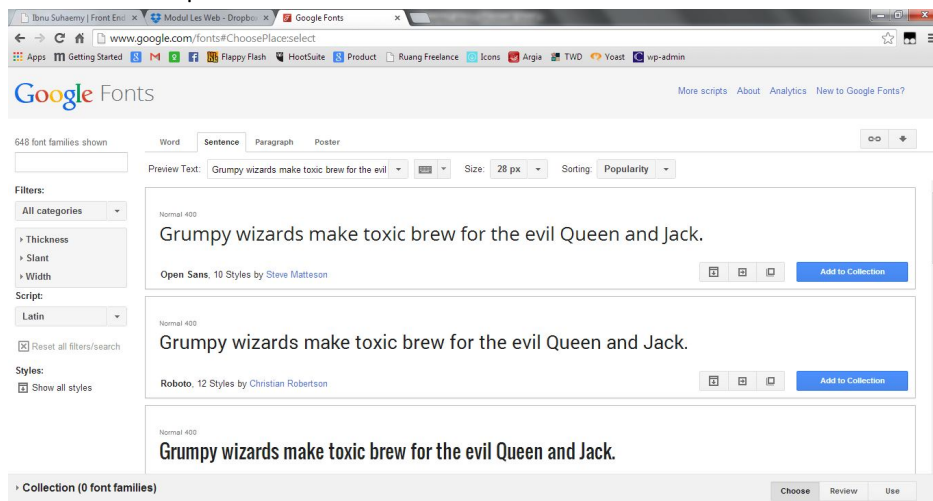 Ibnu Suhaemy | Front End
Modul Les Web - Dropbox
Google Fonts
www.google.com/fonts#ChoosePlace:select
Apps Getting Started Flappy Flash HootSuite Product Ruang Freelance Icons Argia TWD Yoast wp-admin
Google Fonts
More scripts About Analytics New to Google Fonts?
648 font families shown
Word Sentence Paragraph Poster
Preview Text: Grumpy wizards make toxic brew for the evil Size: 28 px Sorting: Popularity
Filters:
All categories
Thickness
Slant
Width
Script:
Latin
Reset all filters/search
Styles:
Show all styles
Normal 400
Grumpy wizards make toxic brew for the evil Queen and Jack.
Open Sans, 10 Styles by Steve Matteson
Add to Collection
Normal 400
Grumpy wizards make toxic brew for the evil Queen and Jack.
Roboto, 12 Styles by Christian Robertson
Add to Collection
Normal 400
Grumpy wizards make toxic brew for the evil Queen and Jack.
Collection (0 font families)
Choose Review Use